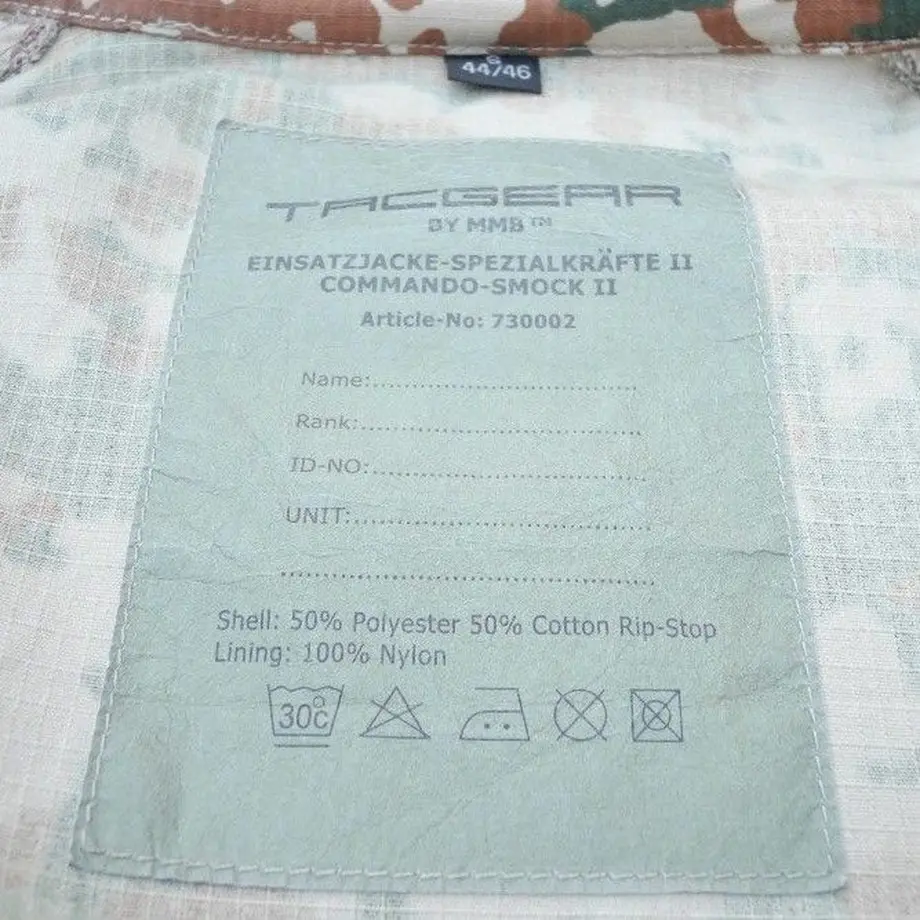 S
44/46
TACGEAR
BY MMB™
EINSATZJACKE-SPEZIALKRÄFTE II
COMMANDO-SMOCK II
Article-No: 730002
Name:.....................................
Rank:.......................................
ID-NO:......................................
UNIT:.........................................
....................................................
Shell: 50% Polyester 50% Cotton Rip-Stop
Lining: 100% Nylon
30°C